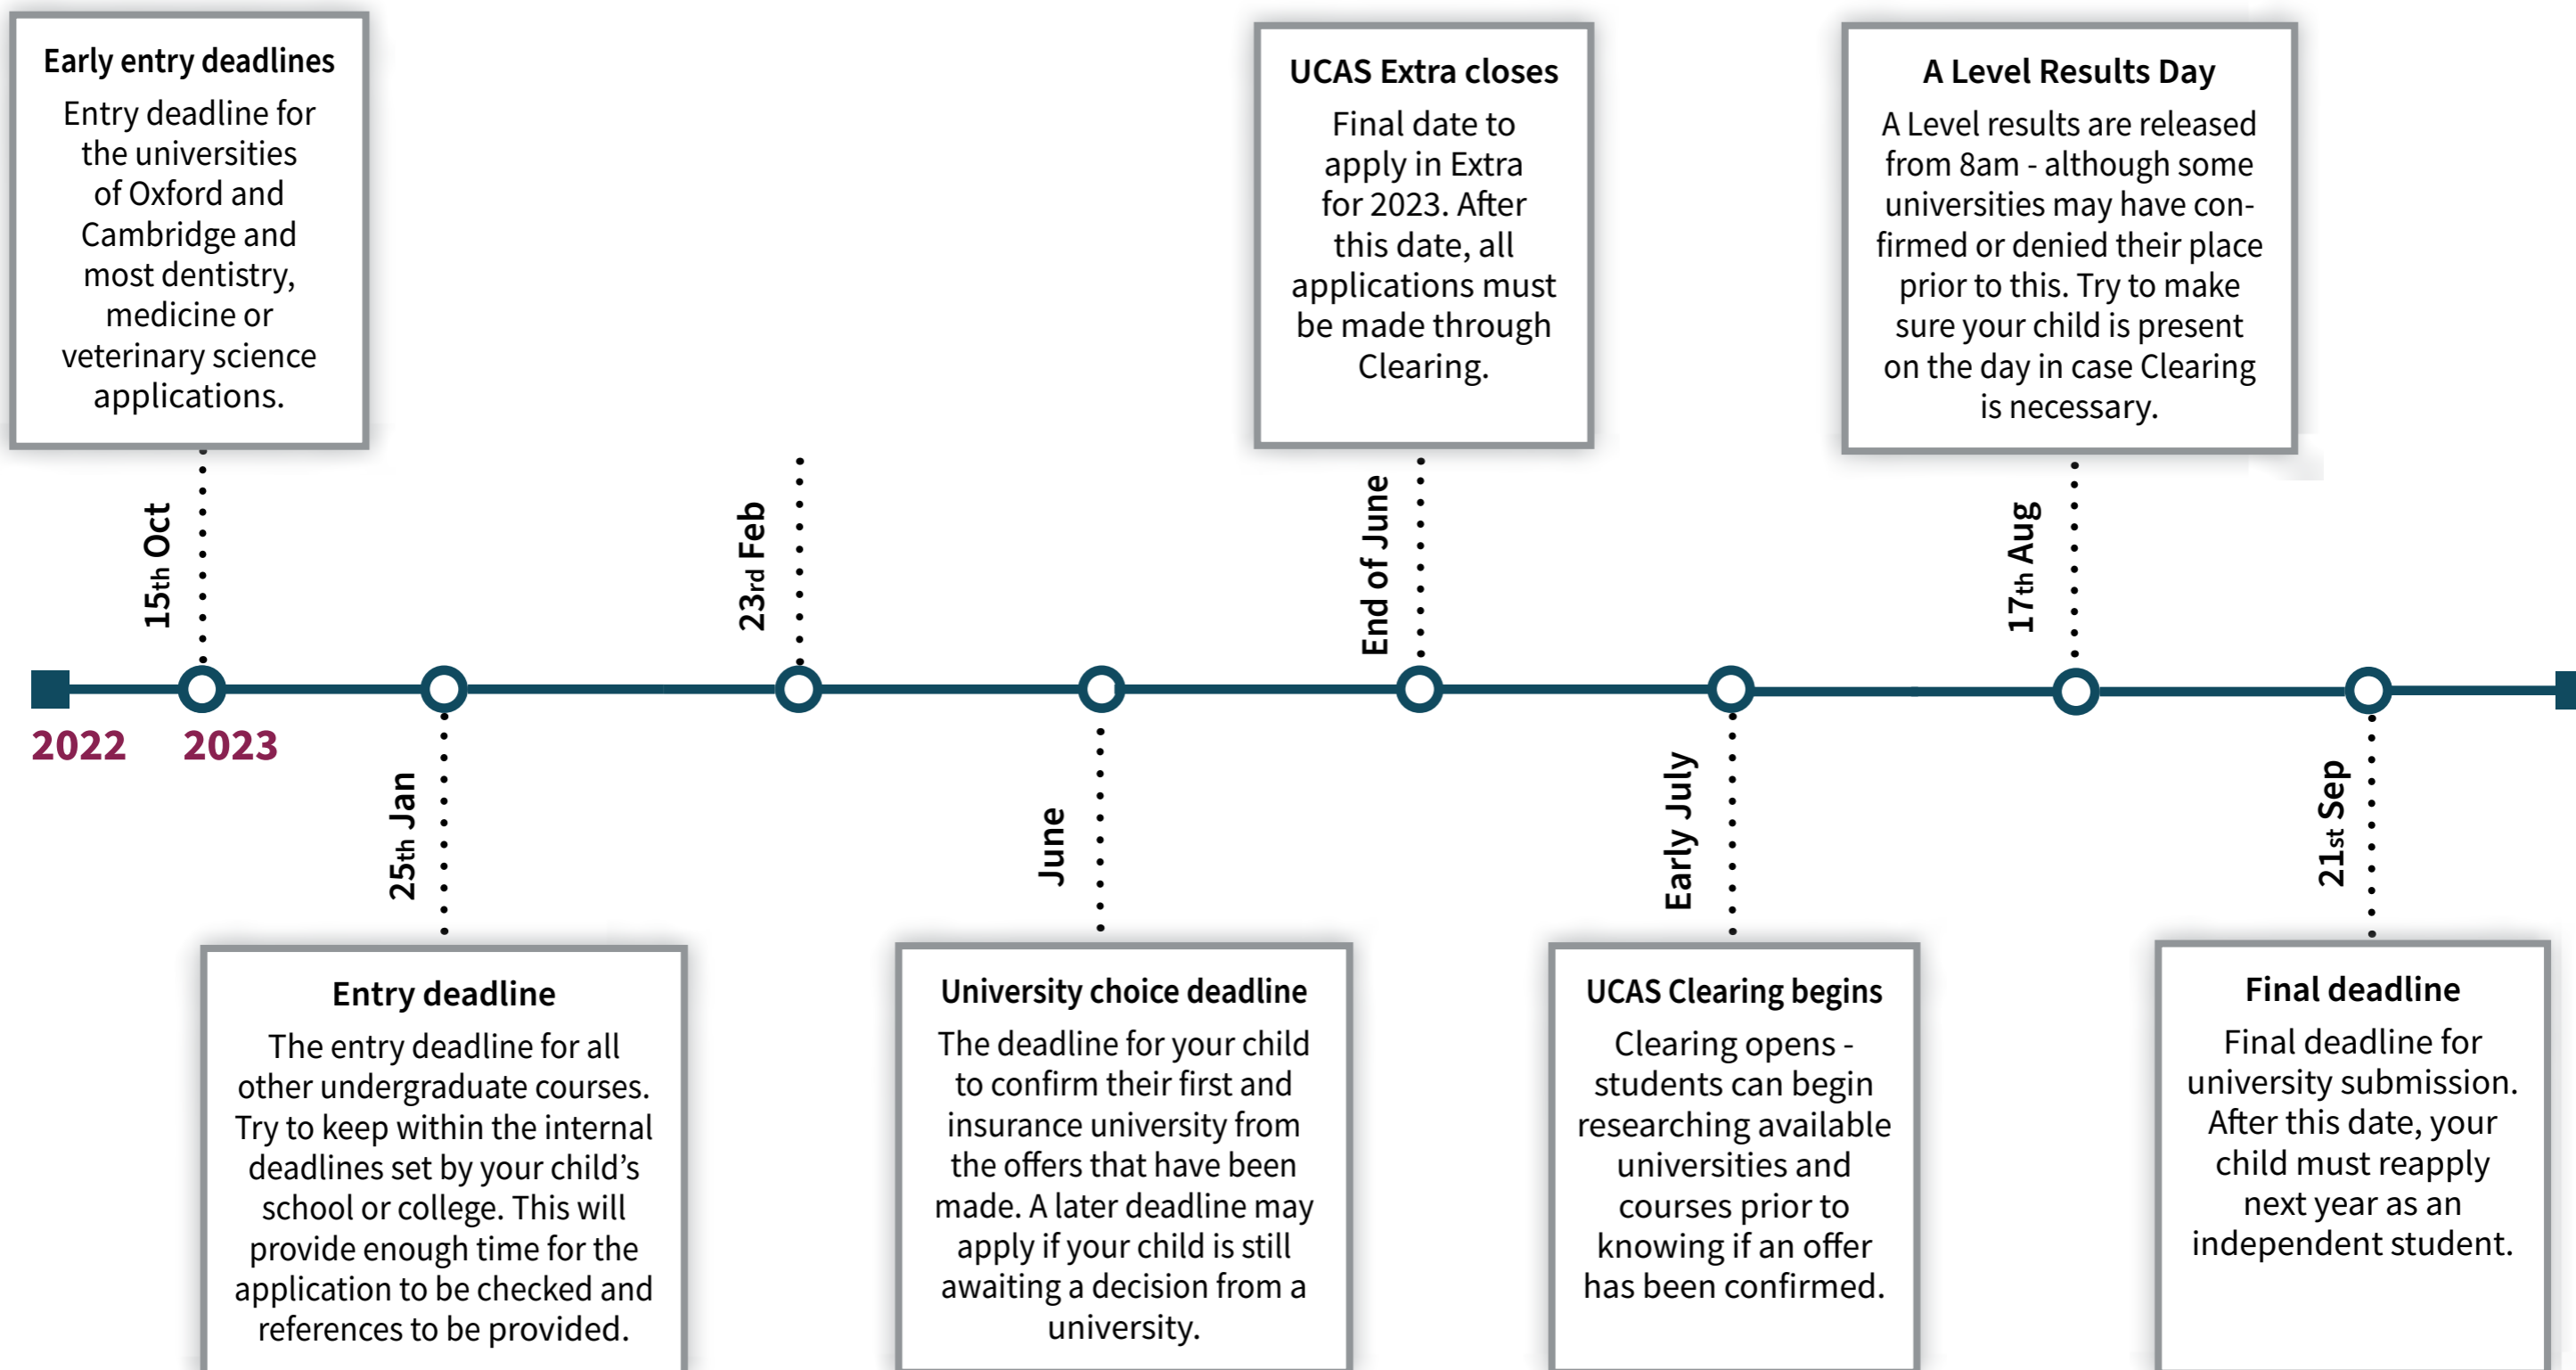 Early entry deadlines
Entry deadline for
the universities
of Oxford and
Cambridge and
most dentistry,
medicine or
veterinary science
applications.
UCAS Extra closes
Final date to
apply in Extra
for 2023. After
this date, all
applications must
be made through
Clearing.
A Level Results Day
A Level results are released
from 8am - although some
universities may have con-
firmed or denied their place
prior to this. Try to make
sure your child is present
on the day in case Clearing
is necessary.
15th Oct
23rd Feb
End of June
17th Aug
2022
2023
25th Jan
June
Early July
21st Sep
Entry deadline
The entry deadline for all
other undergraduate courses.
Try to keep within the internal
deadlines set by your child’s
school or college. This will
provide enough time for the
application to be checked and
references to be provided.
University choice deadline
The deadline for your child
to confirm their first and
insurance university from
the offers that have been
made. A later deadline may
apply if your child is still
awaiting a decision from a
university.
UCAS Clearing begins
Clearing opens -
students can begin
researching available
universities and
courses prior to
knowing if an offer
has been confirmed.
Final deadline
Final deadline for
university submission.
After this date, your
child must reapply
next year as an
independent student.